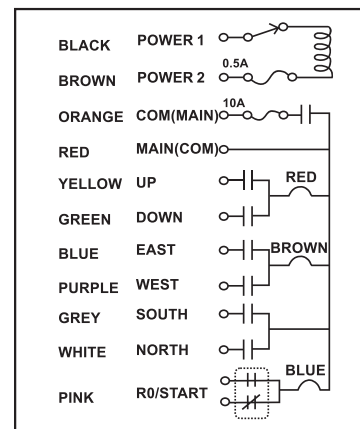 BLACK POWER 1
0.5A
BROWN POWER 2
10A
ORANGE COM(MAIN)
RED MAIN(COM)
YELLOW UP RED
GREEN DOWN
BLUE EAST BROWN
PURPLE WEST
GREY SOUTH
WHITE NORTH
BLUE
PINK R0/START